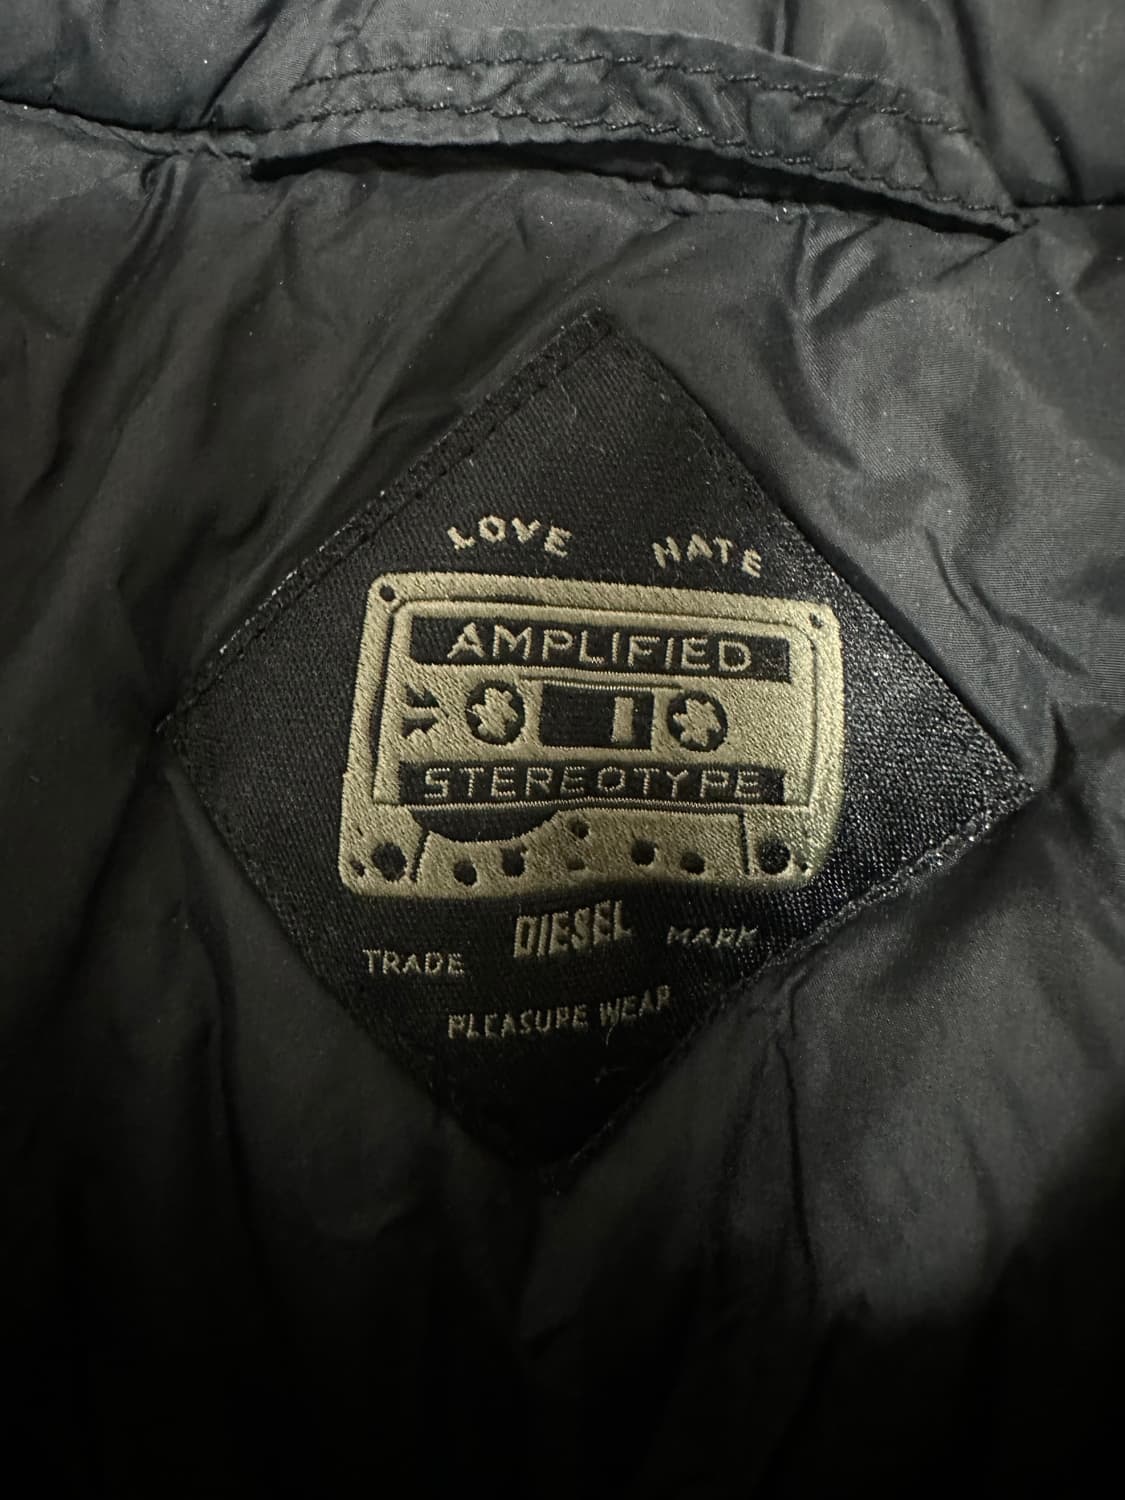 LOVE HATE
AMPLIFIED
STEREOTYPE
DIESEL
TRADE MARK
PLEASURE WEAR